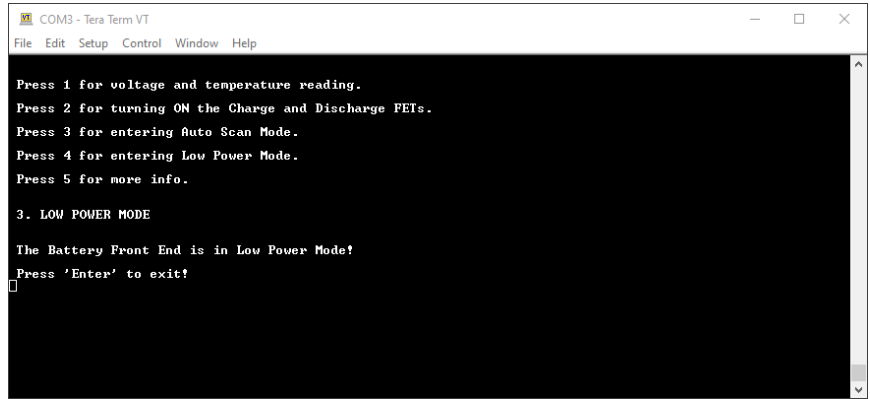 COM3 - Tera Term VT
File Edit Setup Control Window Help
Press 1 for voltage and temperature reading.
Press 2 for turning ON the Charge and Discharge FETs.
Press 3 for entering Auto Scan Mode.
Press 4 for entering Low Power Mode.
Press 5 for more info.
3. LOW POWER MODE
The Battery Front End is in Low Power Mode!
Press 'Enter' to exit!